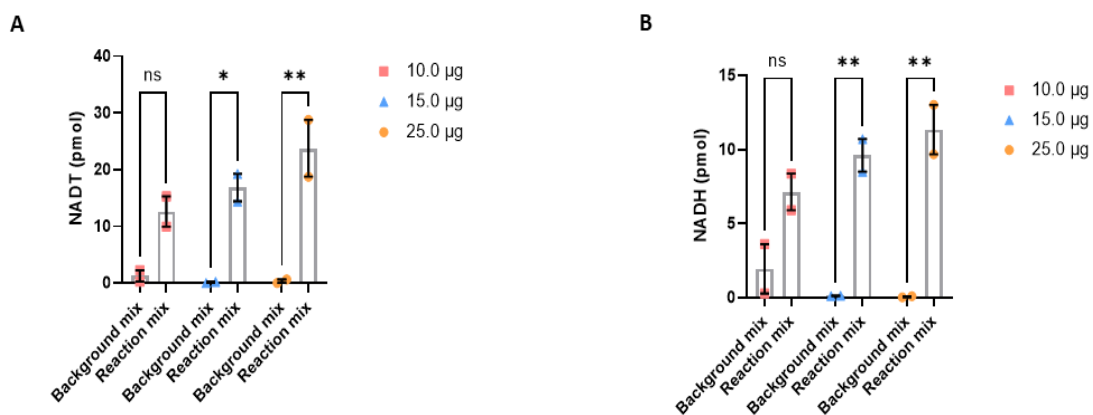 A
NADT (pmol)
40
30
20
10
0
ns
*
**
Background mix
Reaction mix
Background mix
Reaction mix
Background mix
Reaction mix
10.0 µg
15.0 µg
25.0 µg
B
NADH (pmol)
15
10
5
0
ns
**
**
Background mix
Reaction mix
Background mix
Reaction mix
Background mix
Reaction mix
10.0 µg
15.0 µg
25.0 µg